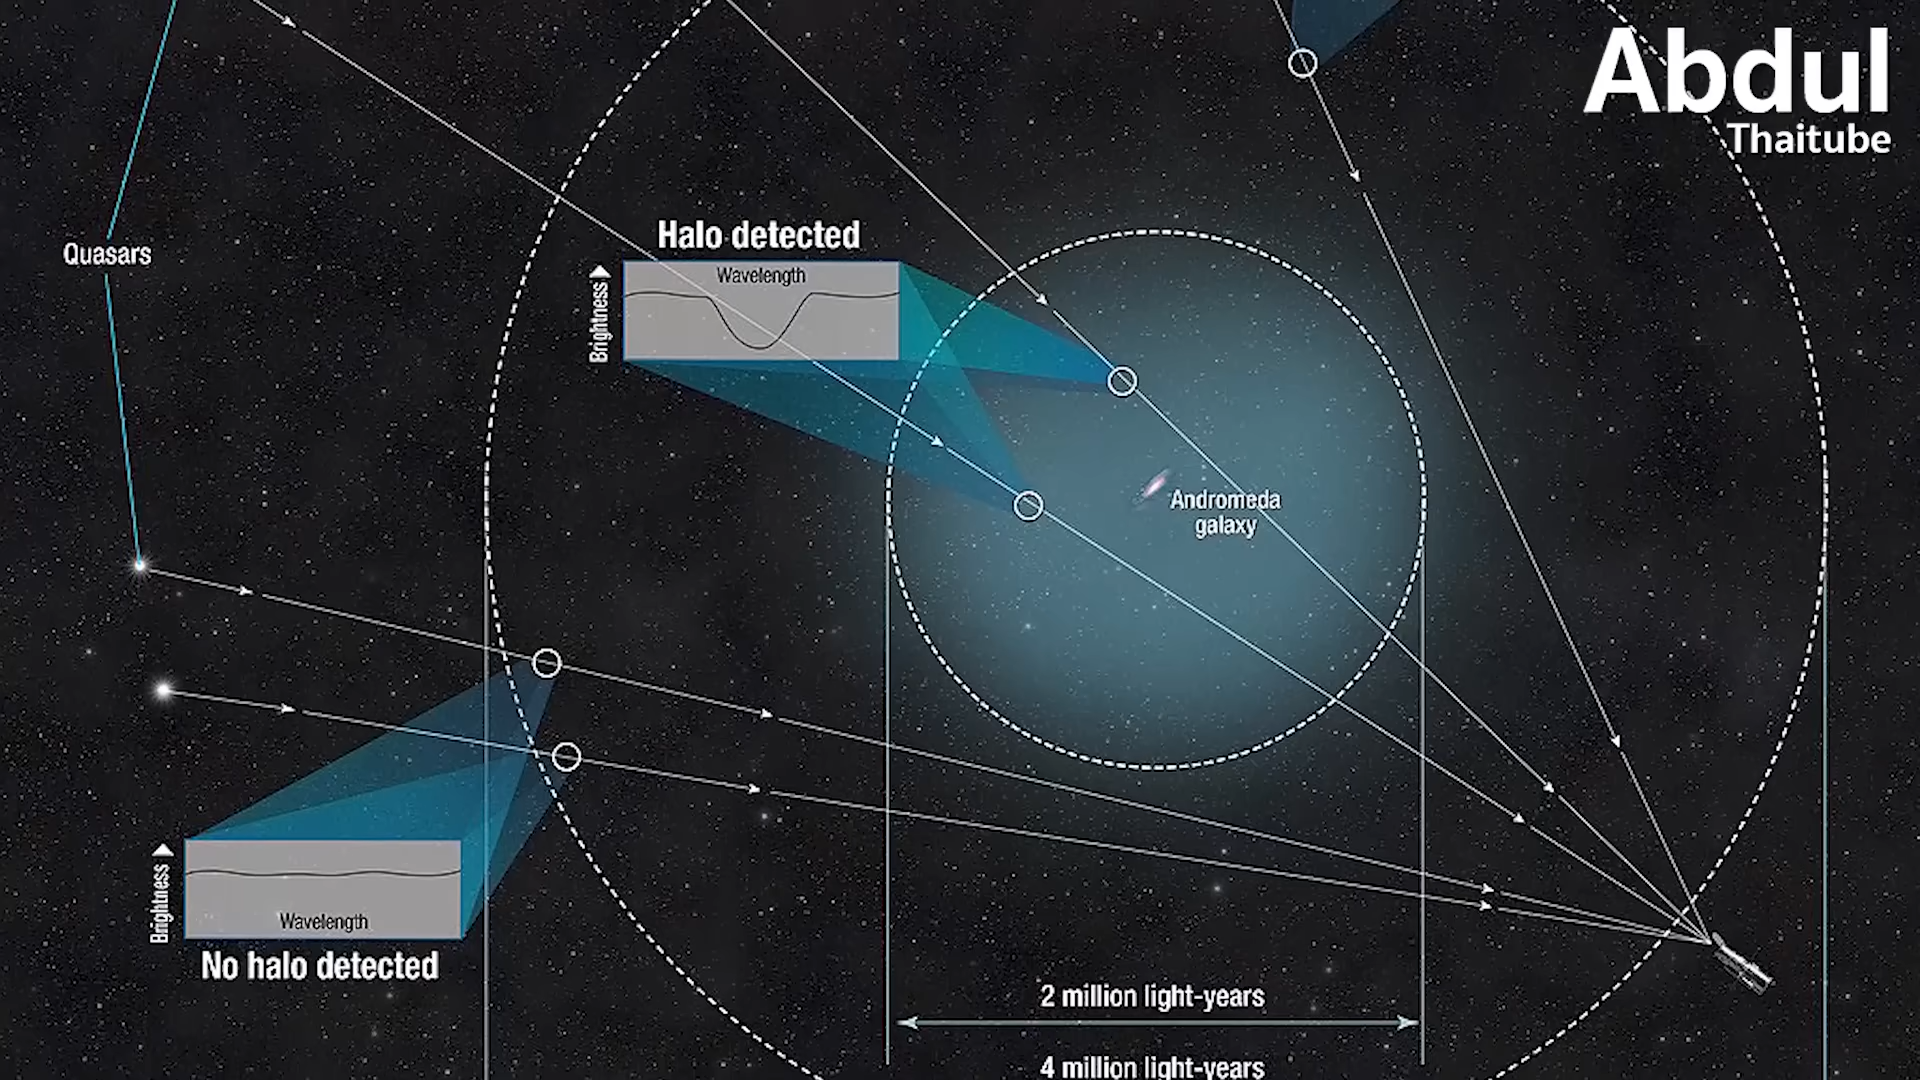 Abdul
Thaitube
Quasars
Halo detected
Wavelength
Brightness
Andromeda
galaxy
Brightness
Wavelength
No halo detected
2 million light-years
4 million light-years